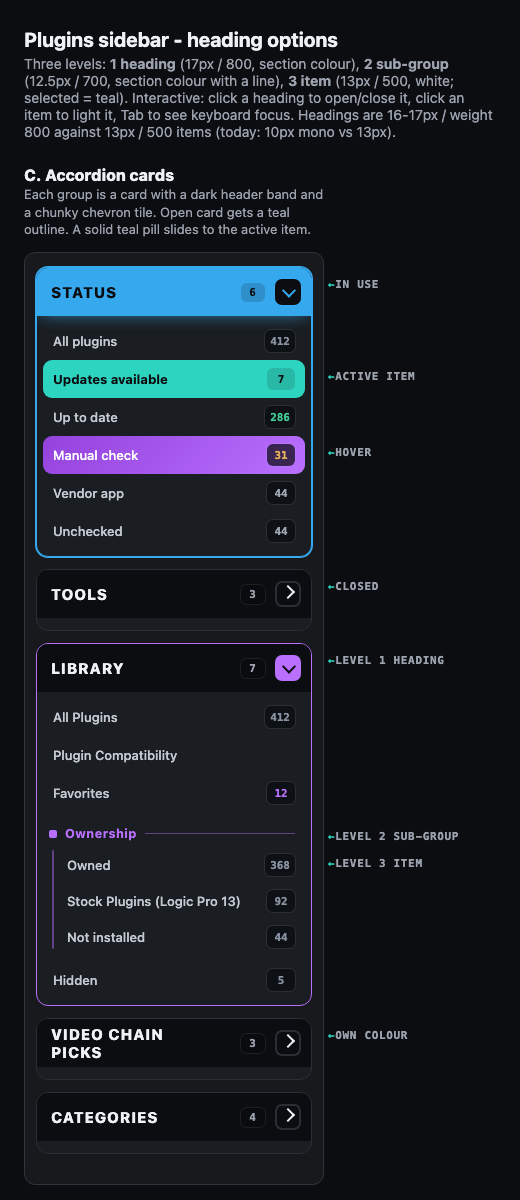 Plugins sidebar - heading options
Three levels: 1 heading (17px / 800, section colour), 2 sub-group
(12.5px / 700, section colour with a line), 3 item (13px / 500, white;
selected = teal). Interactive: click a heading to open/close it, click an
item to light it, Tab to see keyboard focus. Headings are 16-17px / weight
800 against 13px / 500 items (today: 10px mono vs 13px).
C. Accordion cards
Each group is a card with a dark header band and
a chunky chevron tile. Open card gets a teal
outline. A solid teal pill slides to the active item.
STATUS 6 ←IN USE
All plugins 412
Updates available 7 ←ACTIVE ITEM
Up to date 286
Manual check 31 ←HOVER
Vendor app 44
Unchecked 44
TOOLS 3 ←CLOSED
LIBRARY 7 ←LEVEL 1 HEADING
All Plugins 412
Plugin Compatibility
Favorites 12
Ownership ←LEVEL 2 SUB-GROUP
Owned 368 ←LEVEL 3 ITEM
Stock Plugins (Logic Pro 13) 92
Not installed 44
Hidden 5
VIDEO CHAIN
PICKS 3 ←OWN COLOUR
CATEGORIES 4